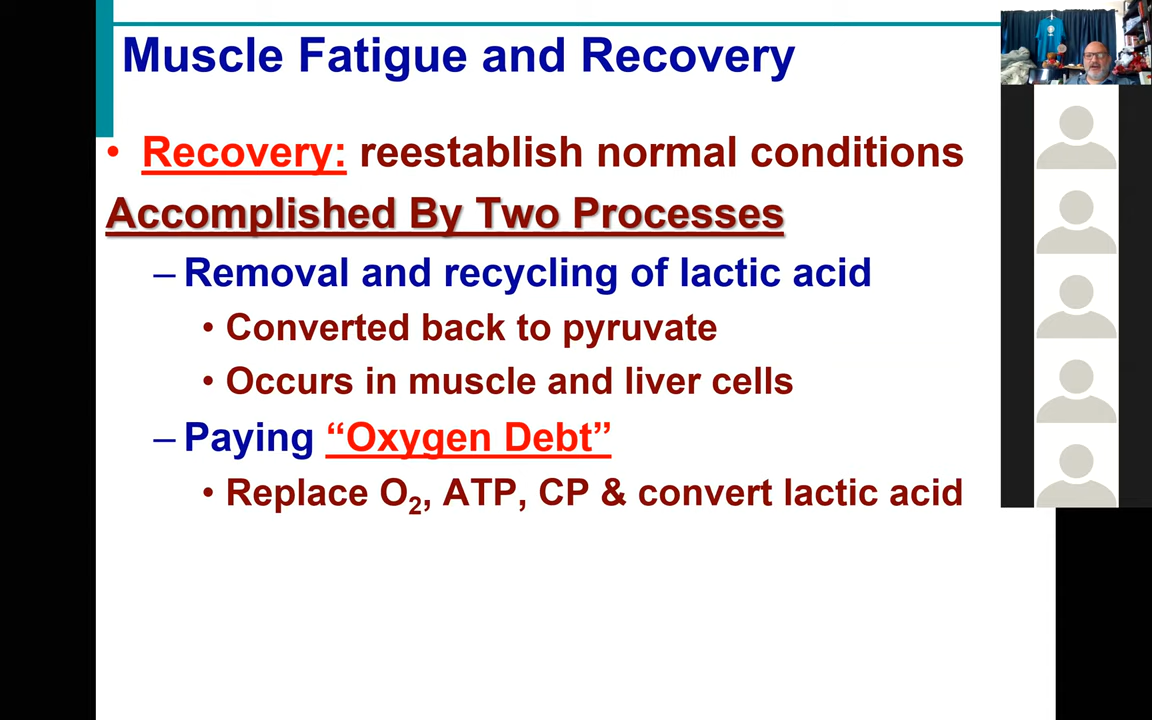 Muscle Fatigue and Recovery
• Recovery: reestablish normal conditions
Accomplished By Two Processes
– Removal and recycling of lactic acid
• Converted back to pyruvate
• Occurs in muscle and liver cells
– Paying “Oxygen Debt”
• Replace O₂, ATP, CP & convert lactic acid